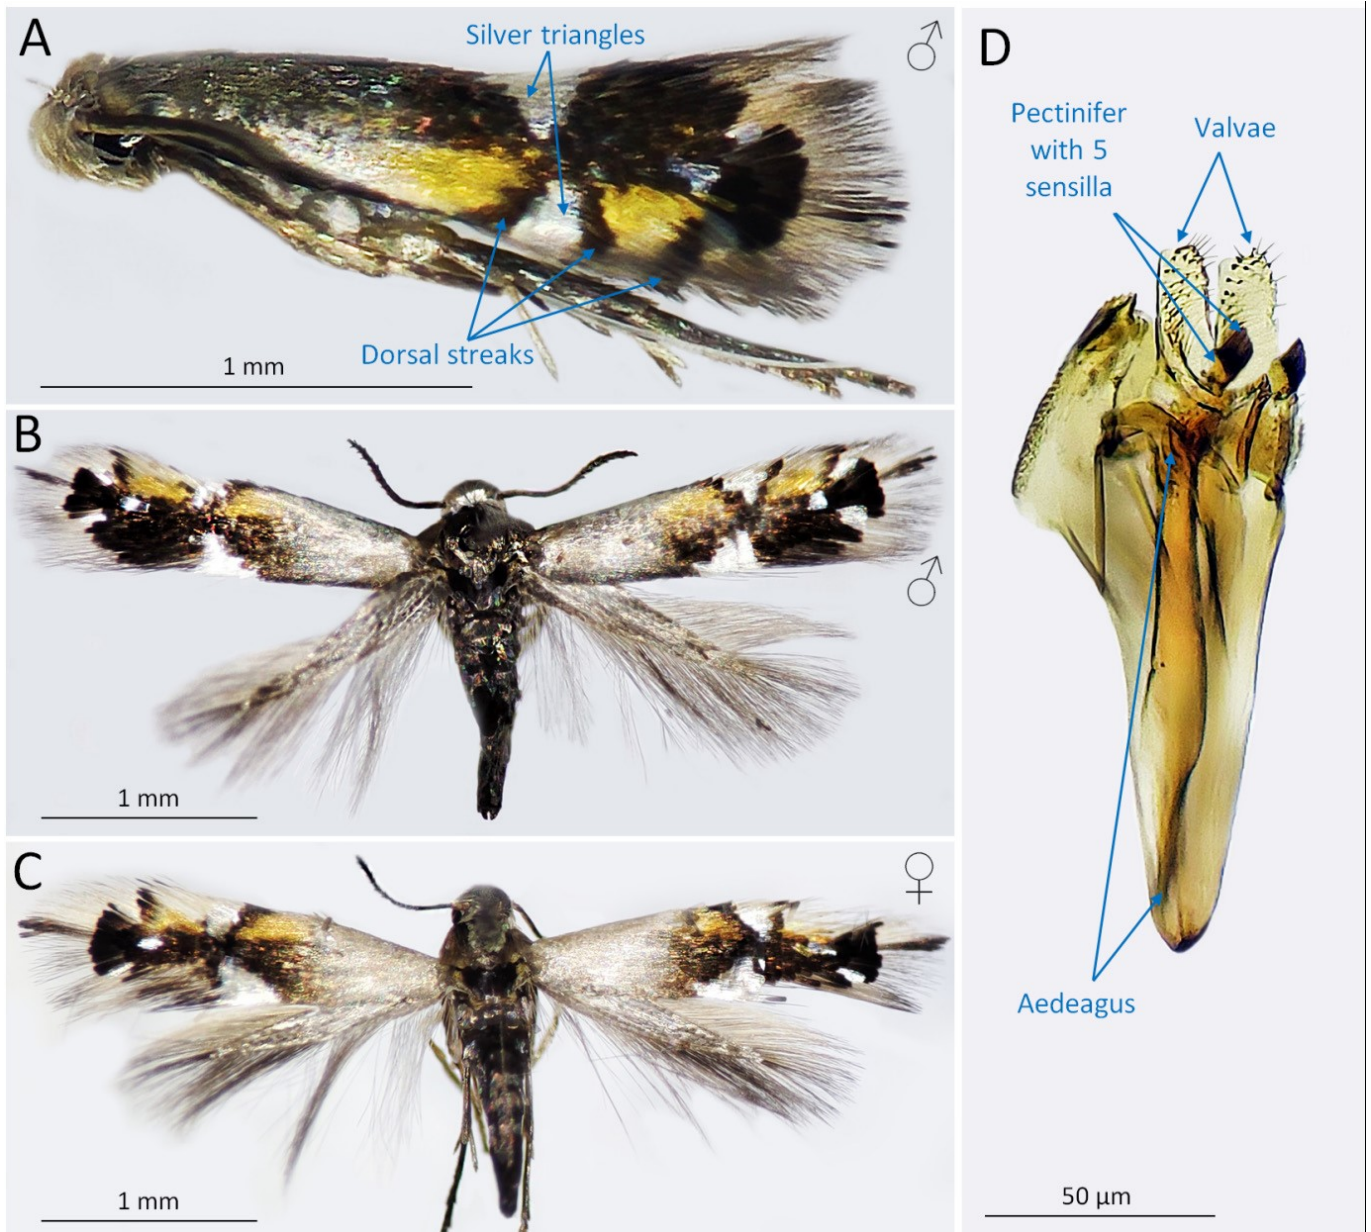 A
Silver triangles
♂
Dorsal streaks
1 mm
B
♂
1 mm
C
♀
1 mm
D
Pectinifer
with 5
sensilla
Valvae
Aedeagus
50 µm